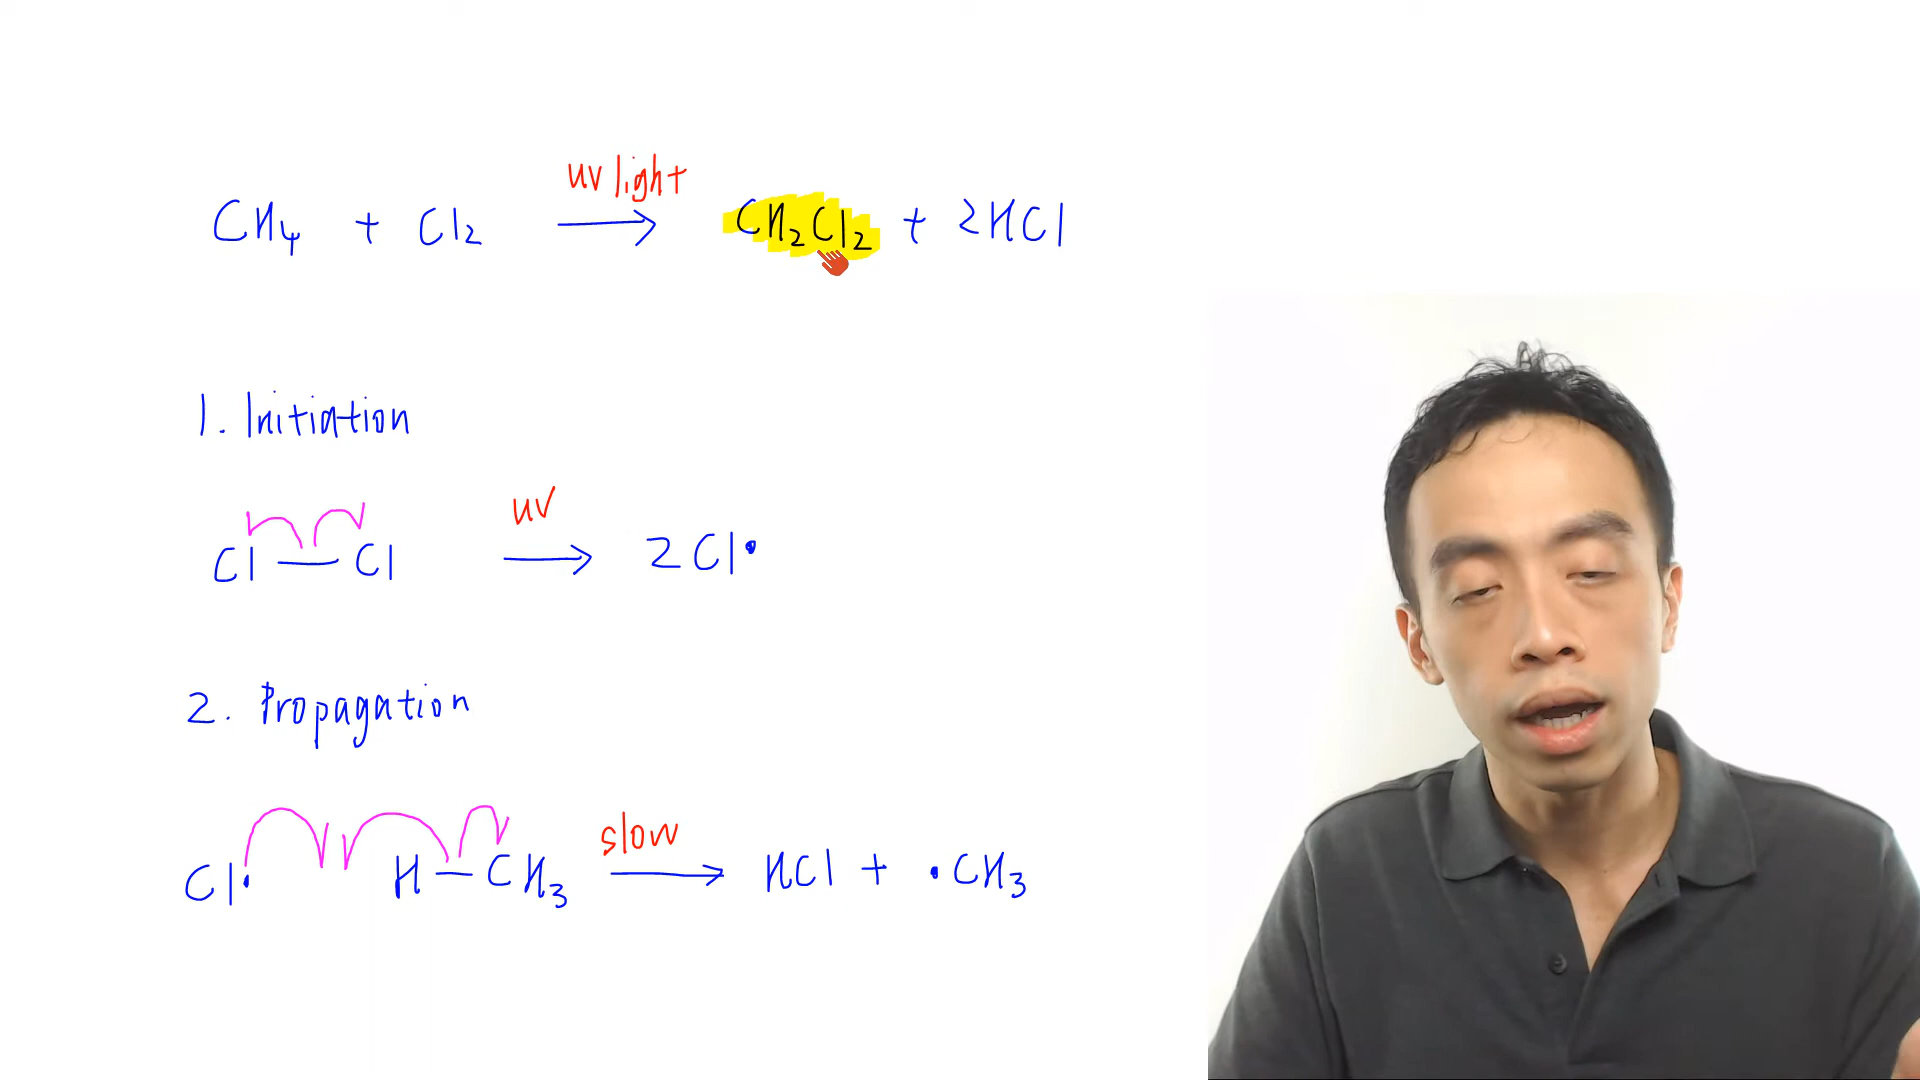 uv light
CH₄ + Cl₂ → CH₂Cl₂ + 2HCl
1. Initiation
uv
Cl — Cl → 2Cl•
2. Propagation
slow
Cl• H—CH₃ → HCl + •CH₃